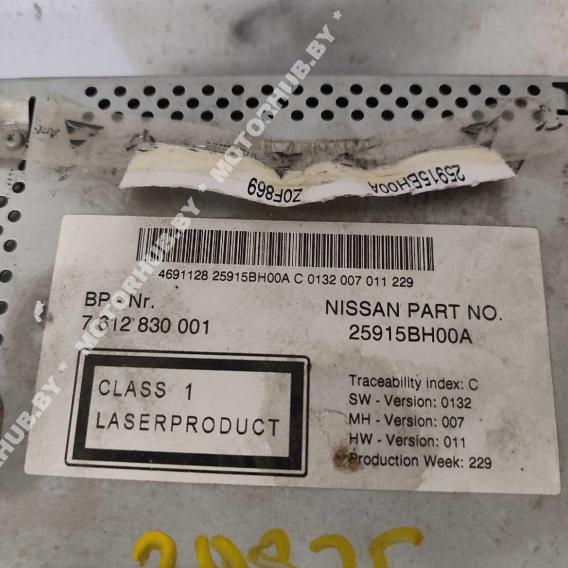 MOTORHUB.BY * MOTORHUB.BY * MOTORHUB.BY
Z0F869
25915BH00A
4691128 25915BH00A C 0132 007 011 229
BP- Nr.
7 612 830 001
NISSAN PART NO.
25915BH00A
CLASS 1
LASERPRODUCT
Traceability index: C
SW - Version: 0132
MH - Version: 007
HW - Version: 011
Production Week: 229